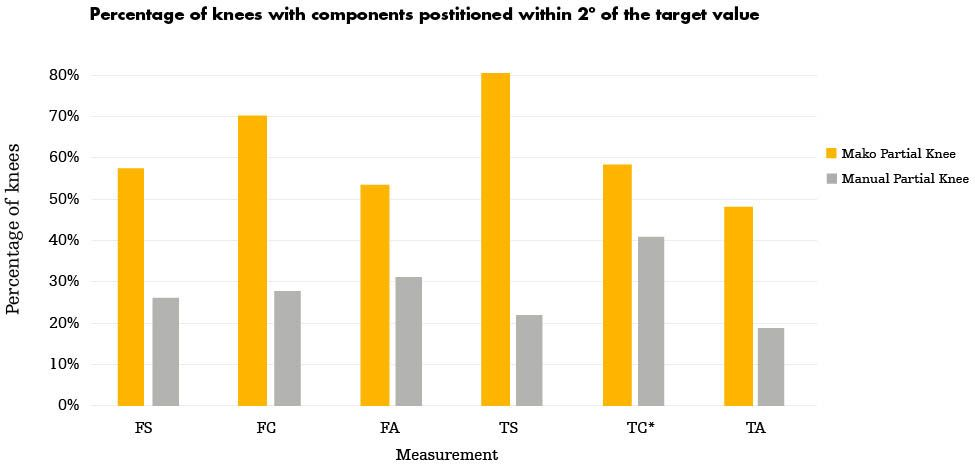 Percentage of knees with components postitioned within 2° of the target value
80%
70%
60%
50%
40%
30%
20%
10%
0%
Percentage of knees
FS FC FA TS TC* TA
Measurement
Mako Partial Knee
Manual Partial Knee